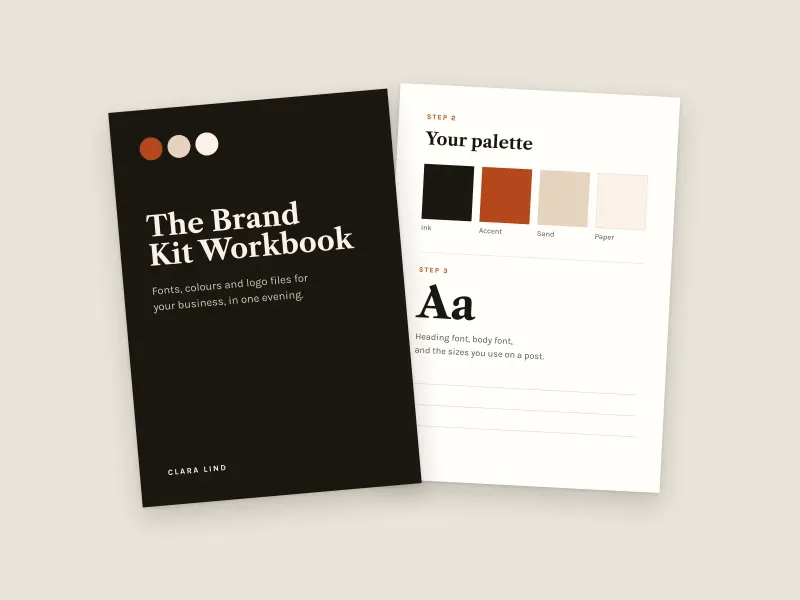 The Brand
Kit Workbook
Fonts, colours and logo files for
your business, in one evening.
CLARA LIND
STEP 2
Your palette
Ink
Accent
Sand
Paper
STEP 3
Aa
Heading font, body font,
and the sizes you use on a post.